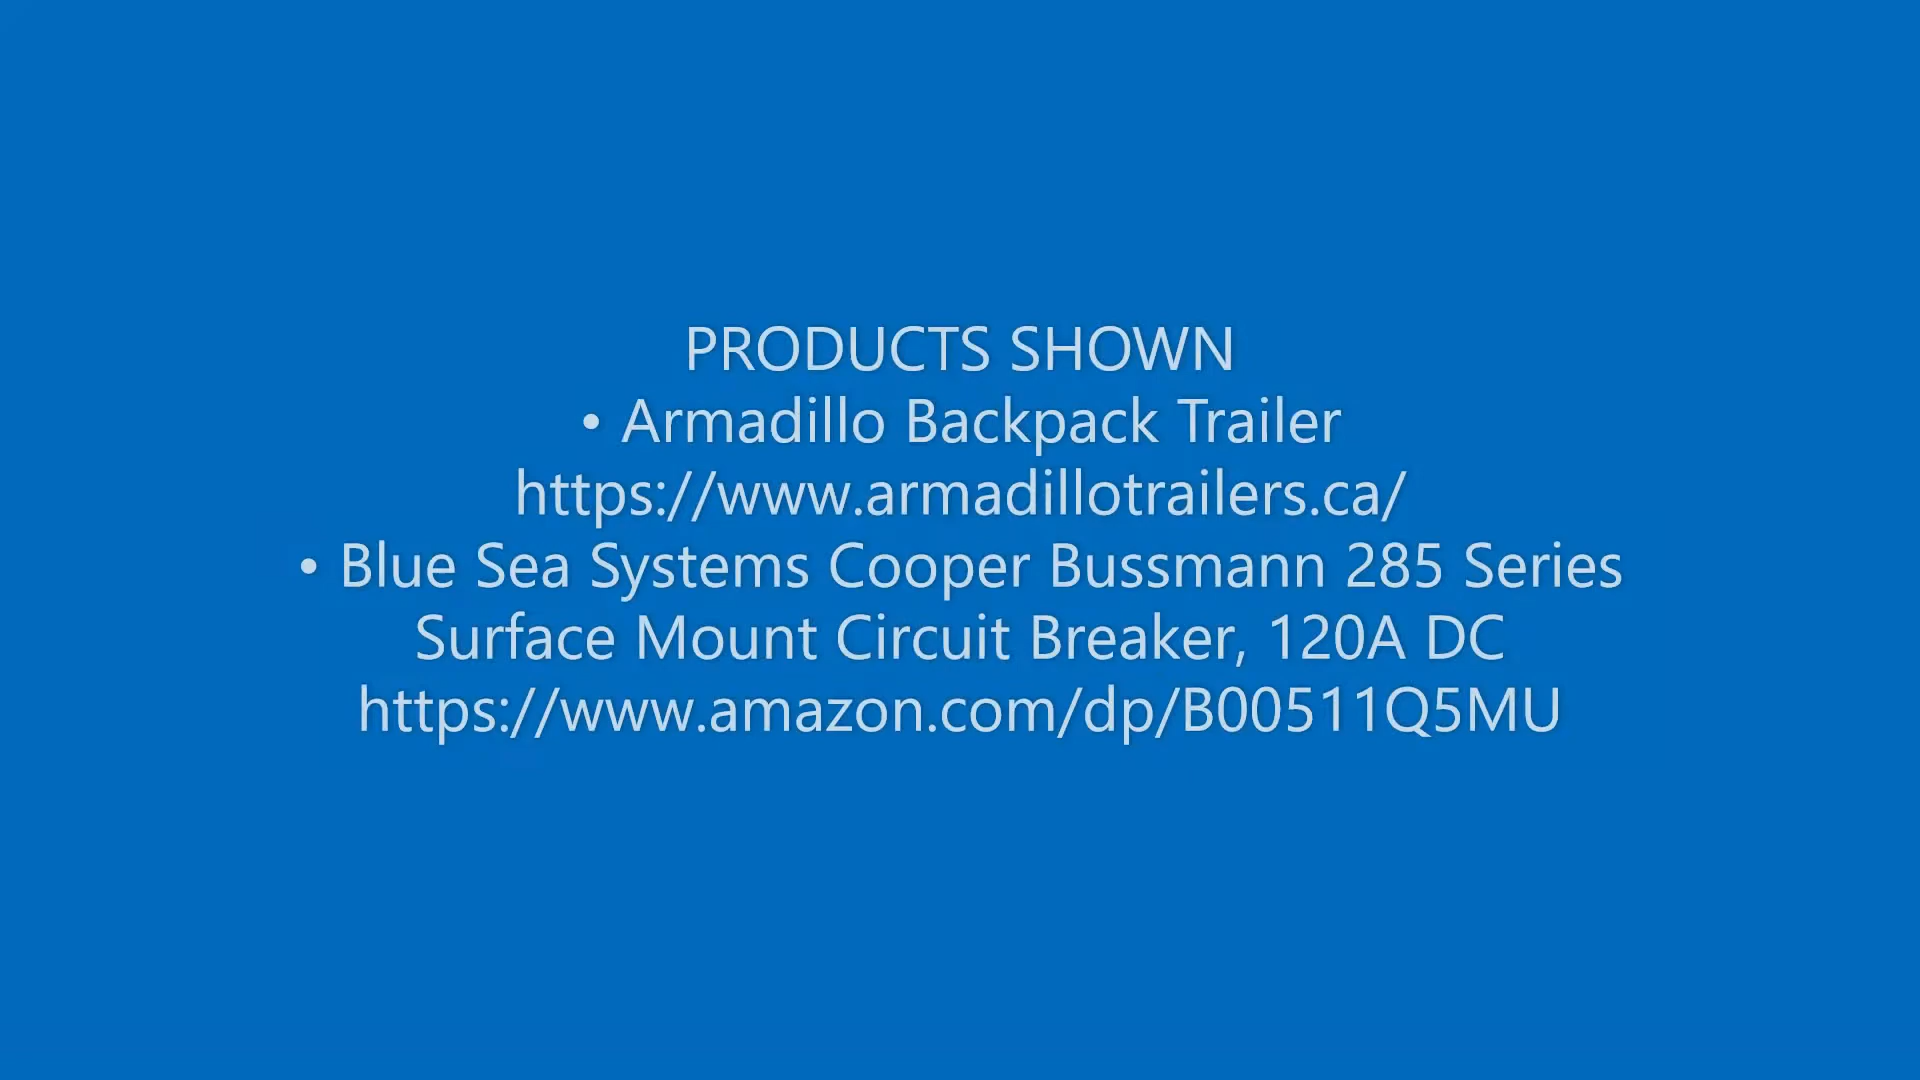 PRODUCTS SHOWN
• Armadillo Backpack Trailer
https://www.armadillotrailers.ca/
• Blue Sea Systems Cooper Bussmann 285 Series
Surface Mount Circuit Breaker, 120A DC
https://www.amazon.com/dp/B00511Q5MU